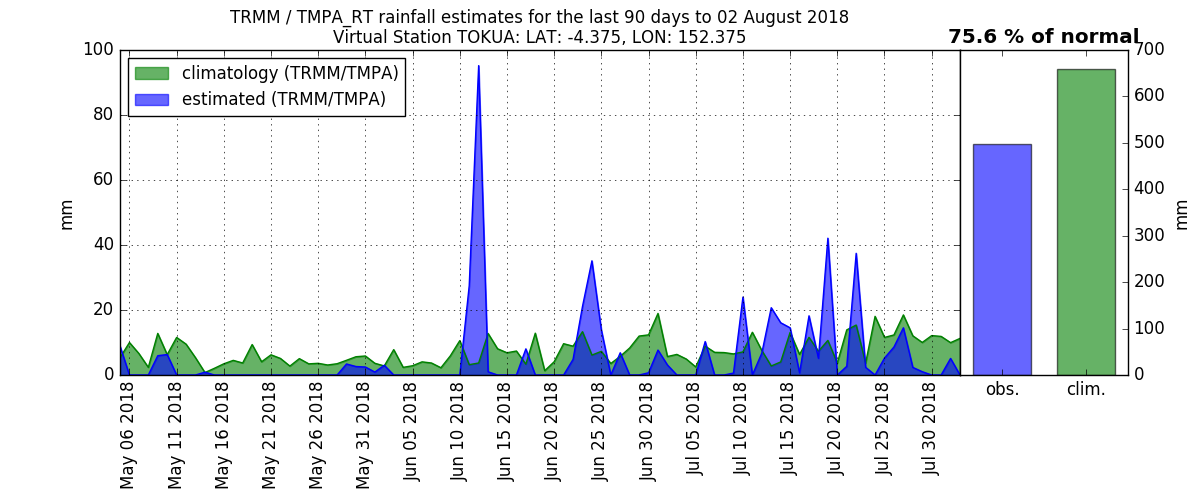 TRMM / TMPA_RT rainfall estimates for the last 90 days to 02 August 2018
Virtual Station TOKUA: LAT: -4.375, LON: 152.375
75.6 % of normal
climatology (TRMM/TMPA)
estimated (TRMM/TMPA)
100
80
60
40
20
0
mm
May 06 2018
May 11 2018
May 16 2018
May 21 2018
May 26 2018
May 31 2018
Jun 05 2018
Jun 10 2018
Jun 15 2018
Jun 20 2018
Jun 25 2018
Jun 30 2018
Jul 05 2018
Jul 10 2018
Jul 15 2018
Jul 20 2018
Jul 25 2018
Jul 30 2018
700
600
500
400
300
200
100
0
mm
obs.
clim.